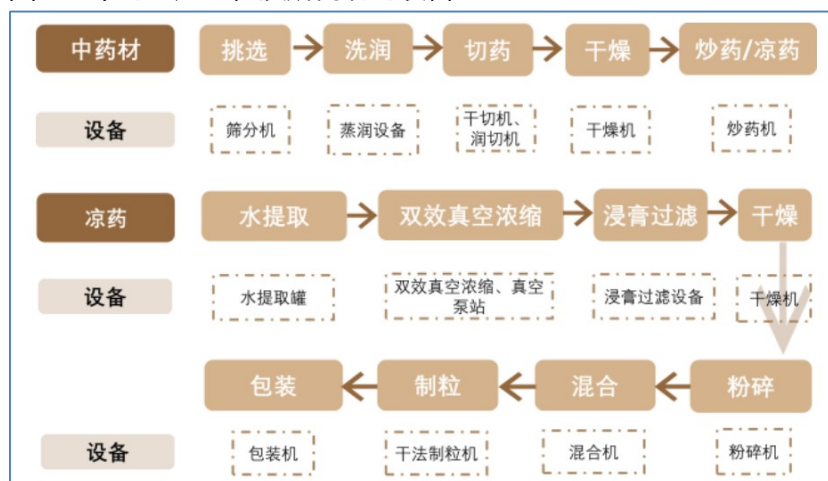 中药材 挑选 洗润 切药 干燥 炒药/凉药
设备 筛分机 蒸润设备 干切机、 干燥机 炒药机
润切机
凉药 水提取 双效真空浓缩 浸膏过滤 干燥
设备 水提取罐 双效真空浓缩、真空 浸膏过滤设备 干燥机
泵站
包装 制粒 混合 粉碎
设备 包装机 干法制粒机 混合机 粉碎机